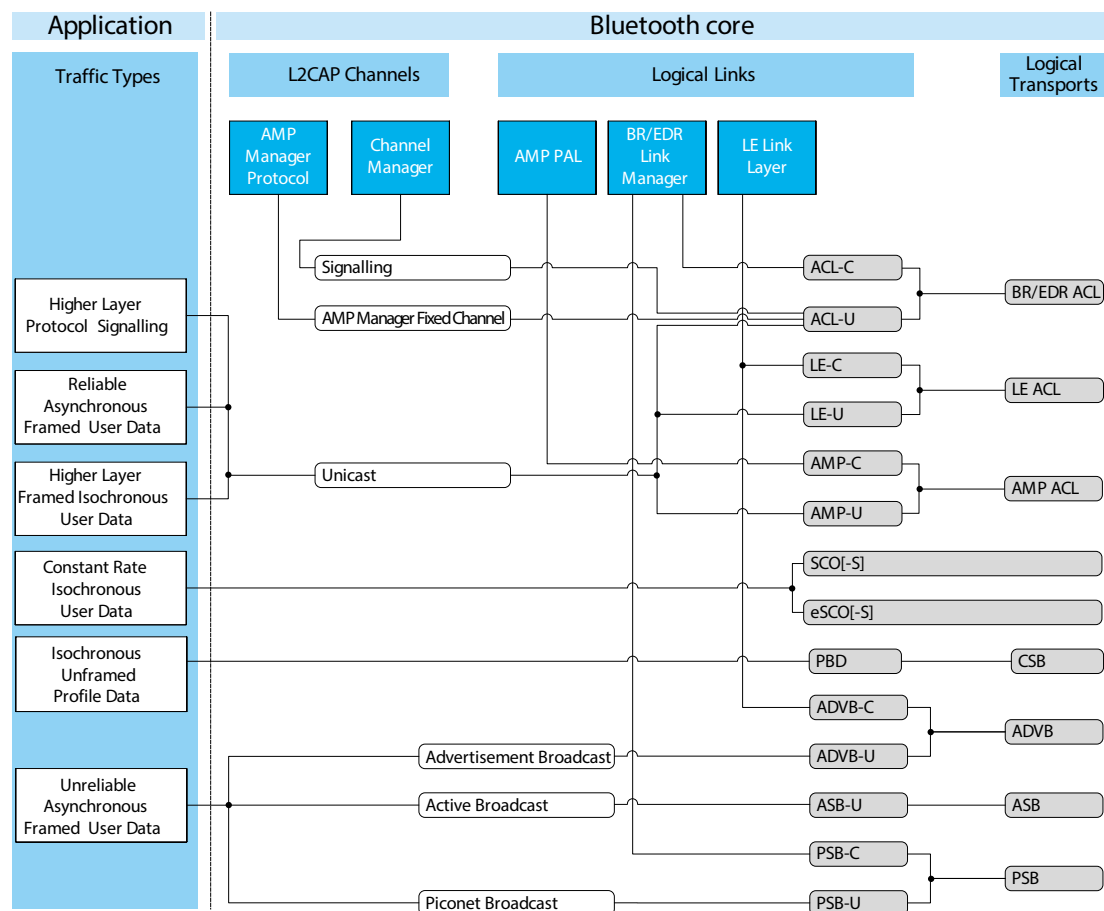 Application
Bluetooth core
Traffic Types
L2CAP Channels
Logical Links
Logical
Transports
AMP
Manager
Protocol
Channel
Manager
AMP PAL
BR/EDR
Link
Manager
LE Link
Layer
Signalling
ACL-C
BR/EDR ACL
Higher Layer
Protocol Signalling
AMP Manager Fixed Channel
ACL-U
LE-C
LE ACL
Reliable
Asynchronous
Framed User Data
LE-U
Higher Layer
Framed Isochronous
User Data
Unicast
AMP-C
AMP ACL
AMP-U
Constant Rate
Isochronous
User Data
SCO[-S]
eSCO[-S]
Isochronous
Unframed
Profile Data
PBD
CSB
ADVB-C
ADVB
Advertisement Broadcast
ADVB-U
Unreliable
Asynchronous
Framed User Data
Active Broadcast
ASB-U
ASB
PSB-C
PSB
Piconet Broadcast
PSB-U